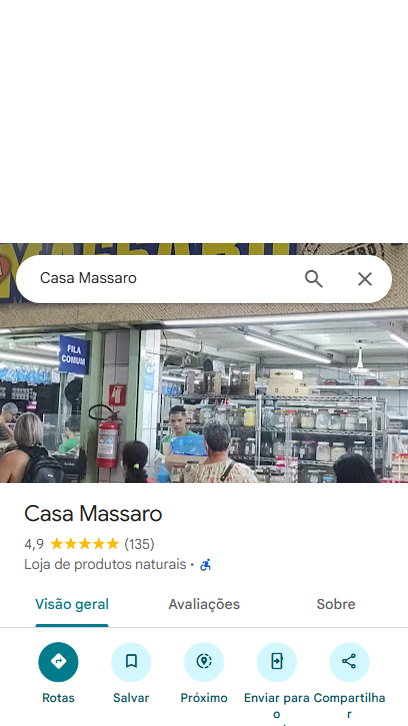 Casa Massaro
FILA
COMUM
Casa Massaro
4,9 (135)
Loja de produtos naturais ·
Visão geral
Avaliações
Sobre
Rotas
Salvar
Próximo
Enviar para
o
Compartilha
r